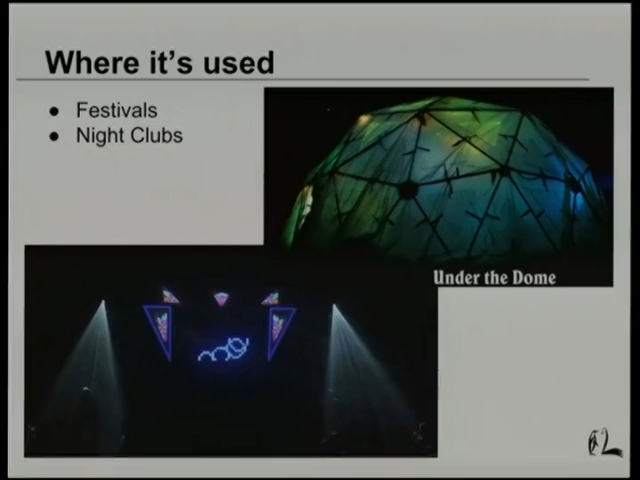 Where it's used
● Festivals
● Night Clubs
Under the Dome